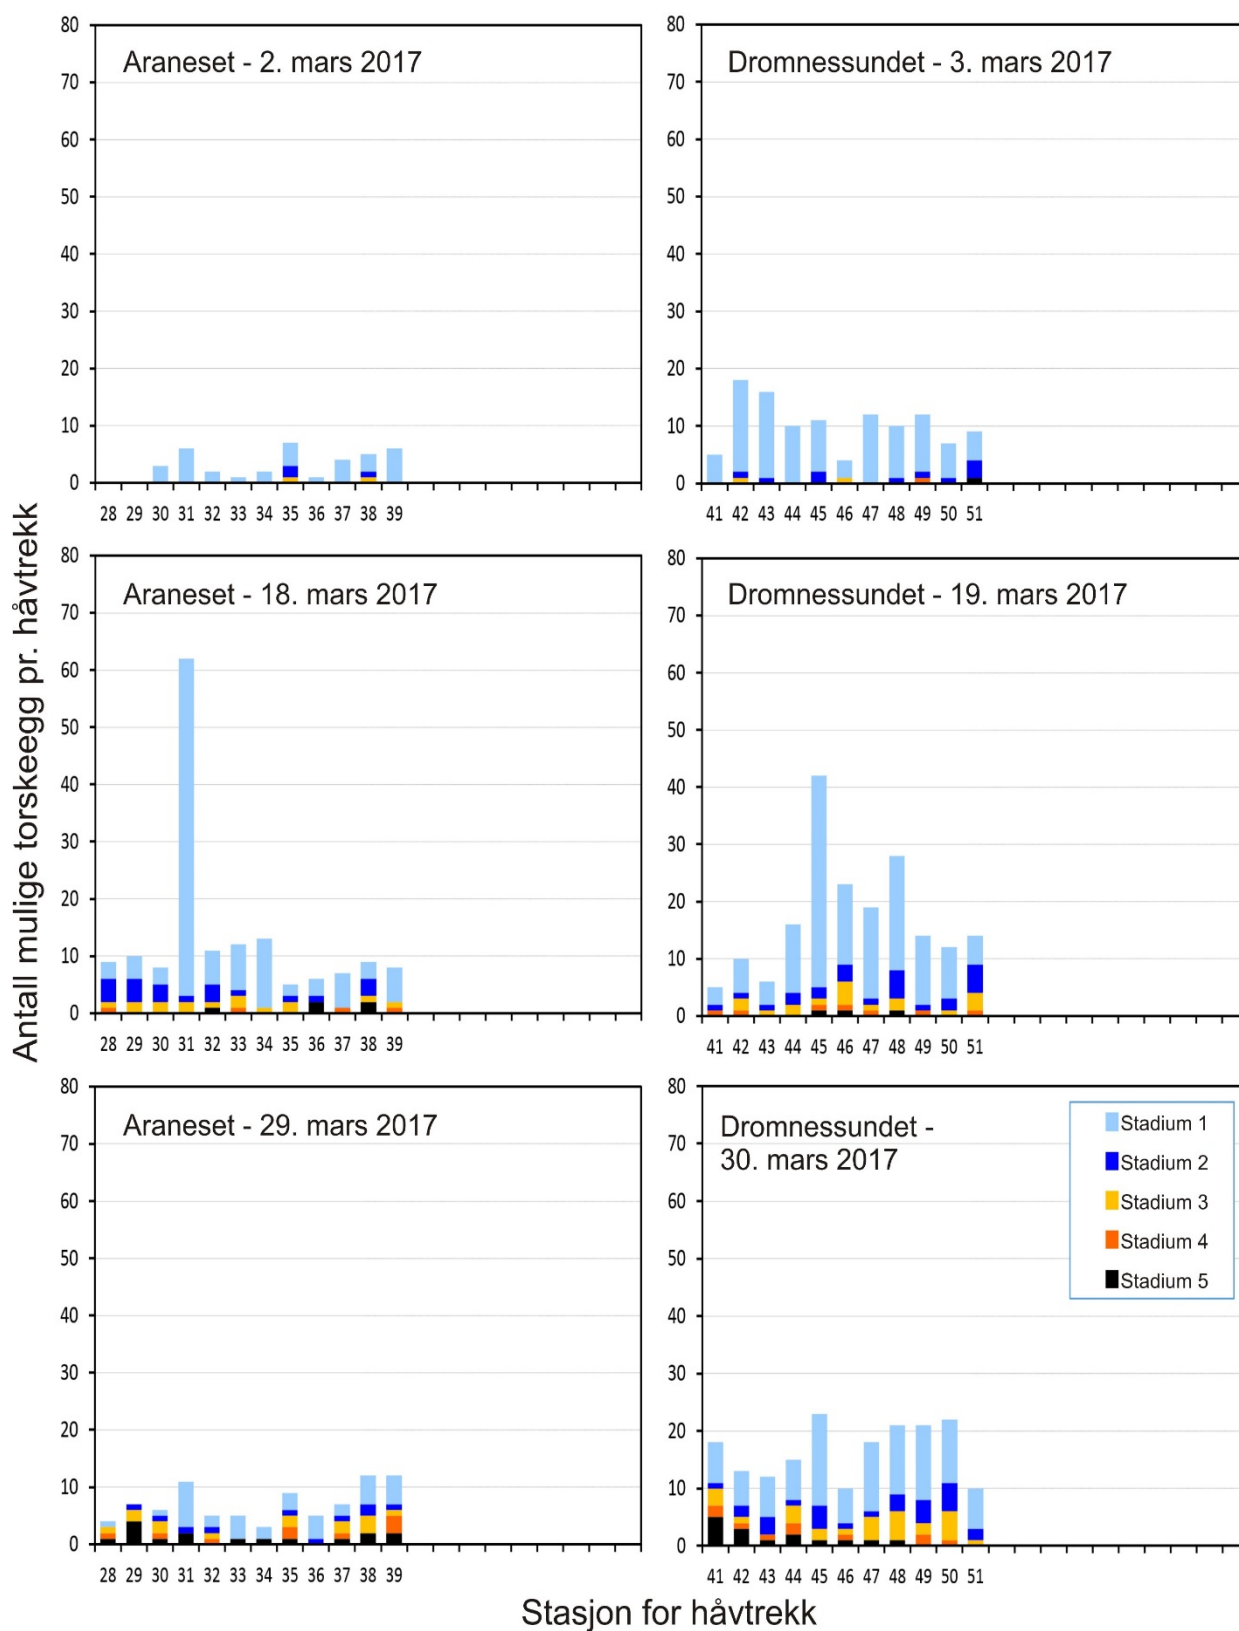 Antall mulige torskeegg pr. håvtrekk
Araneset - 2. mars 2017
80
70
60
50
40
30
20
10
0
28 29 30 31 32 33 34 35 36 37 38 39
Dromnessundet - 3. mars 2017
80
70
60
50
40
30
20
10
0
41 42 43 44 45 46 47 48 49 50 51
Araneset - 18. mars 2017
80
70
60
50
40
30
20
10
0
28 29 30 31 32 33 34 35 36 37 38 39
Dromnessundet - 19. mars 2017
80
70
60
50
40
30
20
10
0
41 42 43 44 45 46 47 48 49 50 51
Araneset - 29. mars 2017
80
70
60
50
40
30
20
10
0
28 29 30 31 32 33 34 35 36 37 38 39
Dromnessundet -
30. mars 2017
80
70
60
50
40
30
20
10
0
41 42 43 44 45 46 47 48 49 50 51
Stadium 1
Stadium 2
Stadium 3
Stadium 4
Stadium 5
Stasjon for håvtrekk